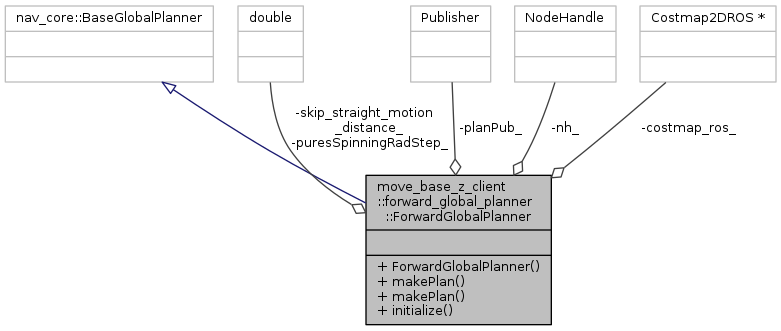 nav_core::BaseGlobalPlanner
double
Publisher
NodeHandle
Costmap2DROS *
-skip_straight_motion
_distance_
-puresSpinningRadStep_
-planPub_
-nh_
-costmap_ros_
move_base_z_client
::forward_global_planner
::ForwardGlobalPlanner
+ ForwardGlobalPlanner()
+ makePlan()
+ makePlan()
+ initialize()